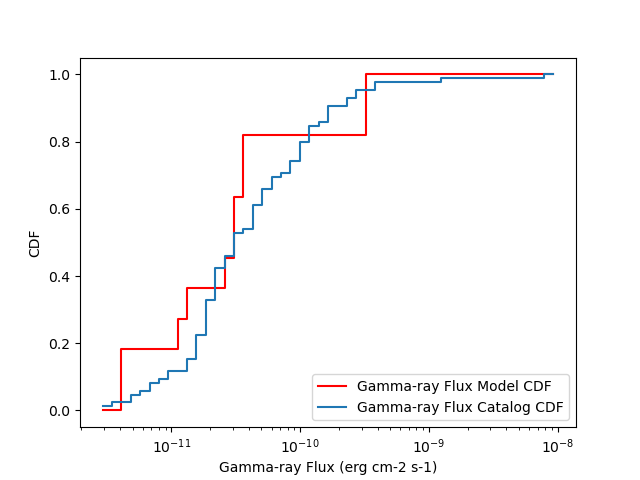 1.0
0.8
0.6
0.4
0.2
0.0
CDF
10⁻¹¹
10⁻¹⁰
10⁻⁹
10⁻⁸
Gamma-ray Flux (erg cm-2 s-1)
Gamma-ray Flux Model CDF
Gamma-ray Flux Catalog CDF